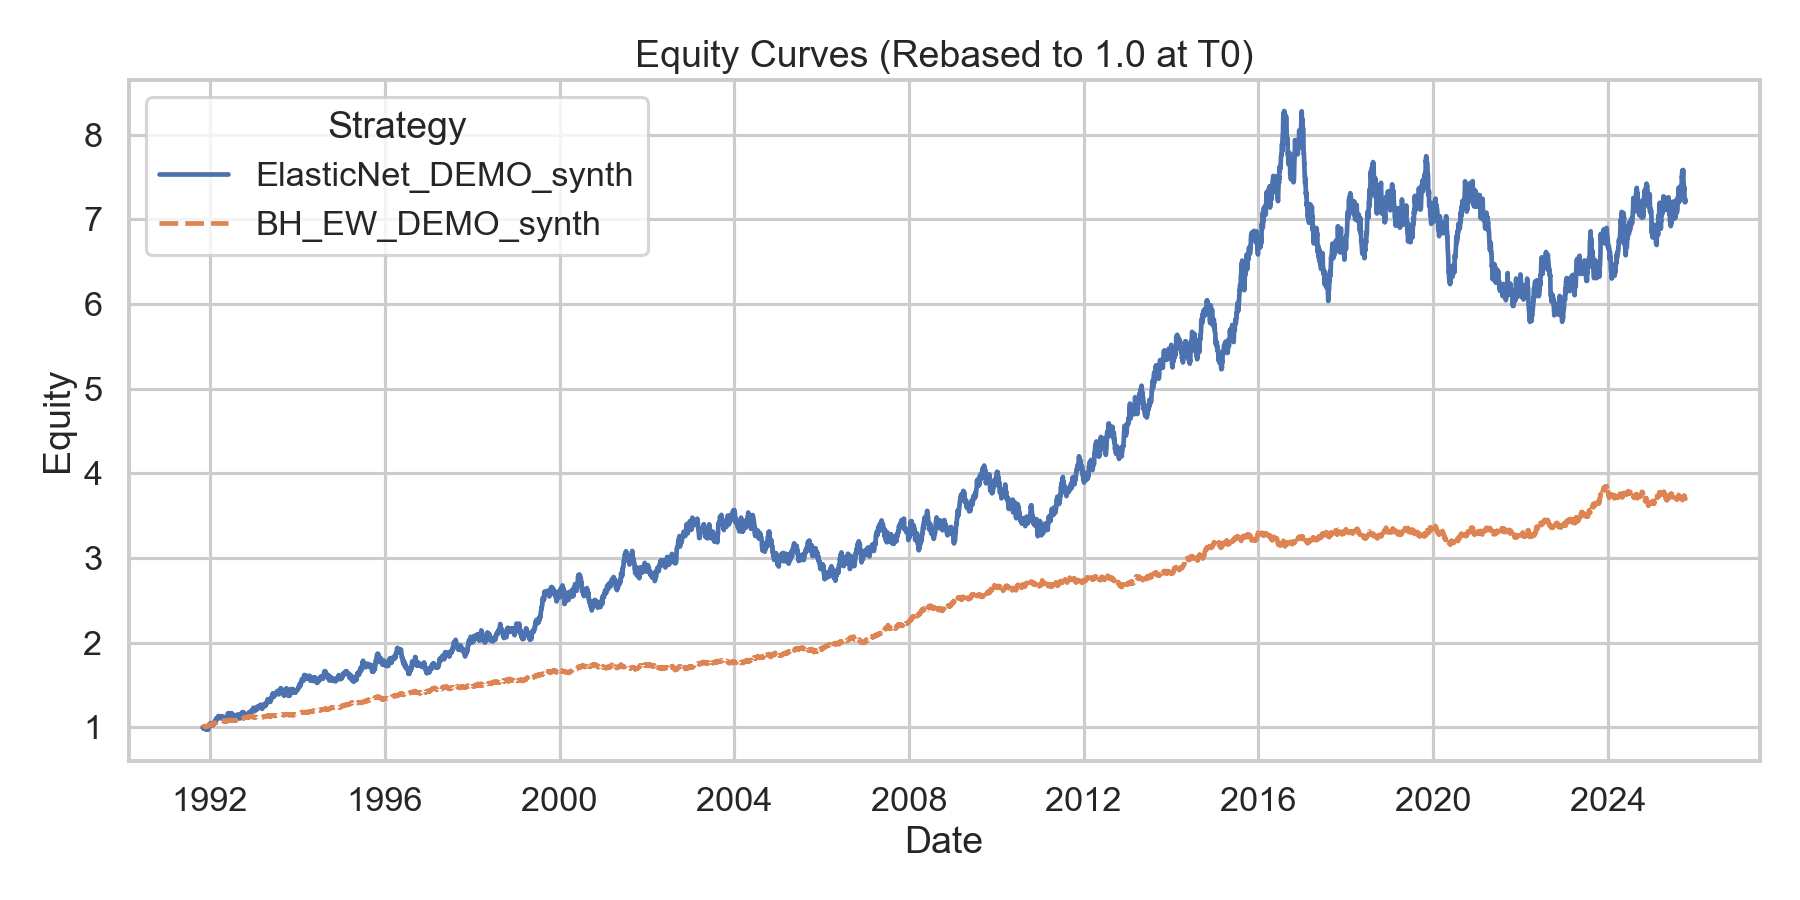 Equity Curves (Rebased to 1.0 at T0)
Strategy
ElasticNet_DEMO_synth
BH_EW_DEMO_synth
8
7
6
5
4
3
2
1
Equity
1992 1996 2000 2004 2008 2012 2016 2020 2024
Date